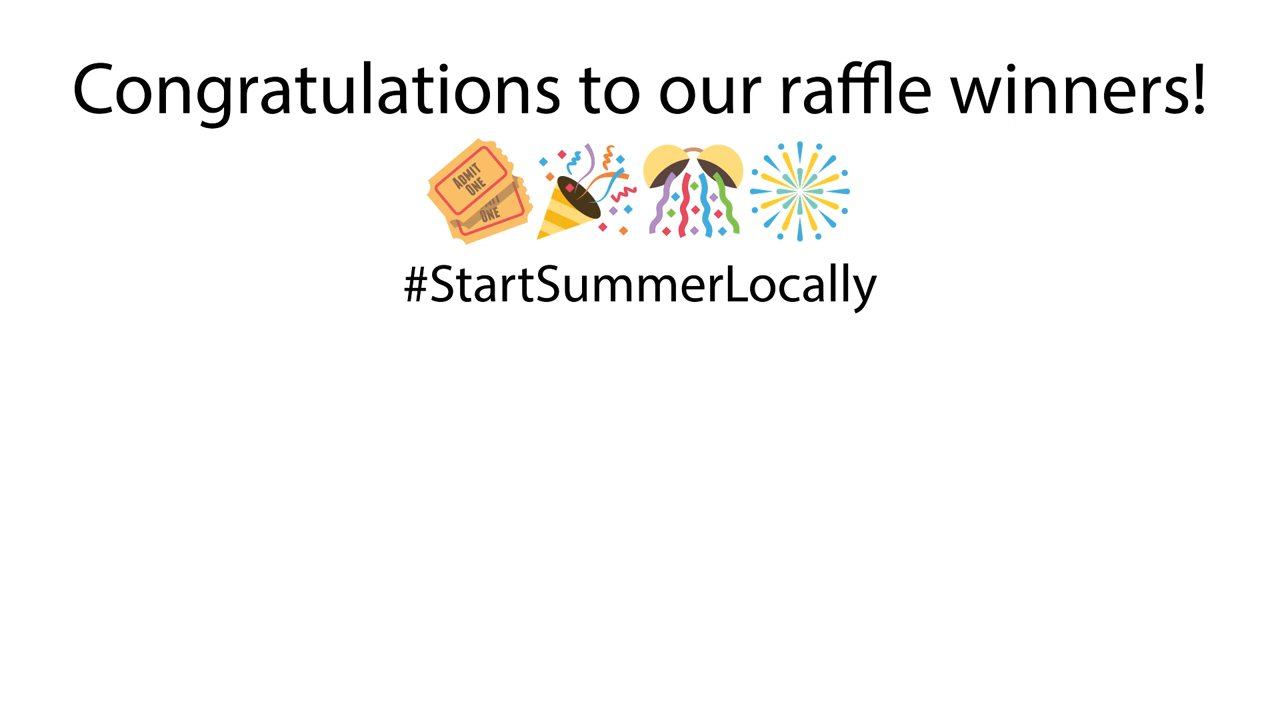 Congratulations to our raffle winners!
ADMIT
ONE
ONE
#StartSummerLocally